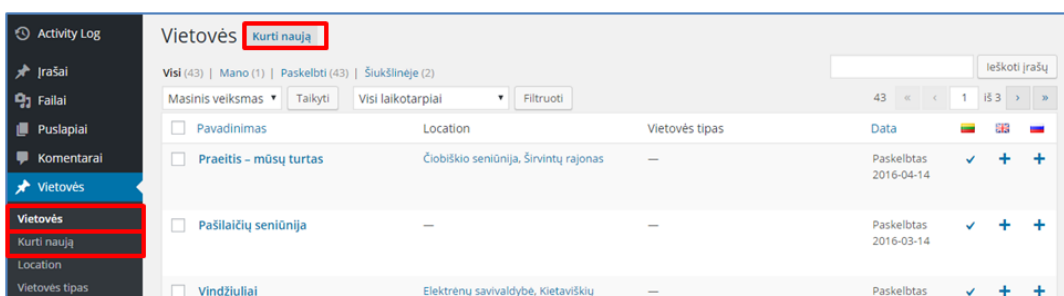 Activity Log
Įrašai
Failai
Puslapiai
Komentarai
Vietovės
Vietovės
Kurti naują
Location
Vietovės tipas
Vietovės Kurti naują
Visi (43) | Mano (1) | Paskelbti (43) | Šiukšlinėje (2)
Ieškoti įrašų
Masinis veiksmas Taikyti Visi laikotarpiai Filtruoti 43 « ‹ 1 iš 3 › »
Pavadinimas Location Vietovės tipas Data
Praeitis – mūsų turtas Čiobiškio seniūnija, Širvintų rajonas — Paskelbtas
2016-04-14
Pašilaičių seniūnija — — Paskelbtas
2016-03-14
Vindžiuliai Elektrėnų savivaldybė, Kietaviškių — Paskelbtas